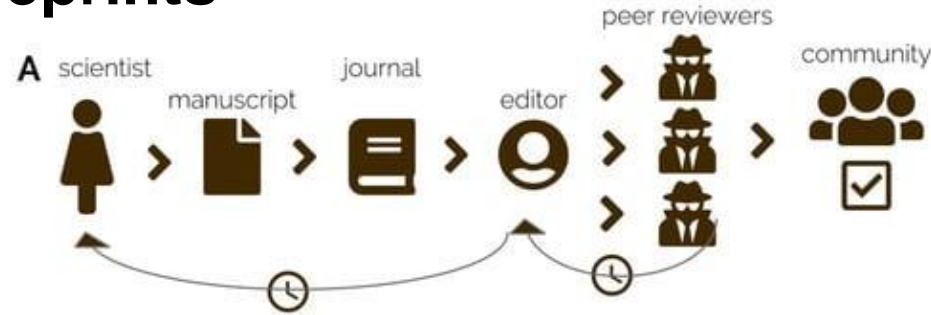 A scientist
manuscript
journal
editor
peer reviewers
community